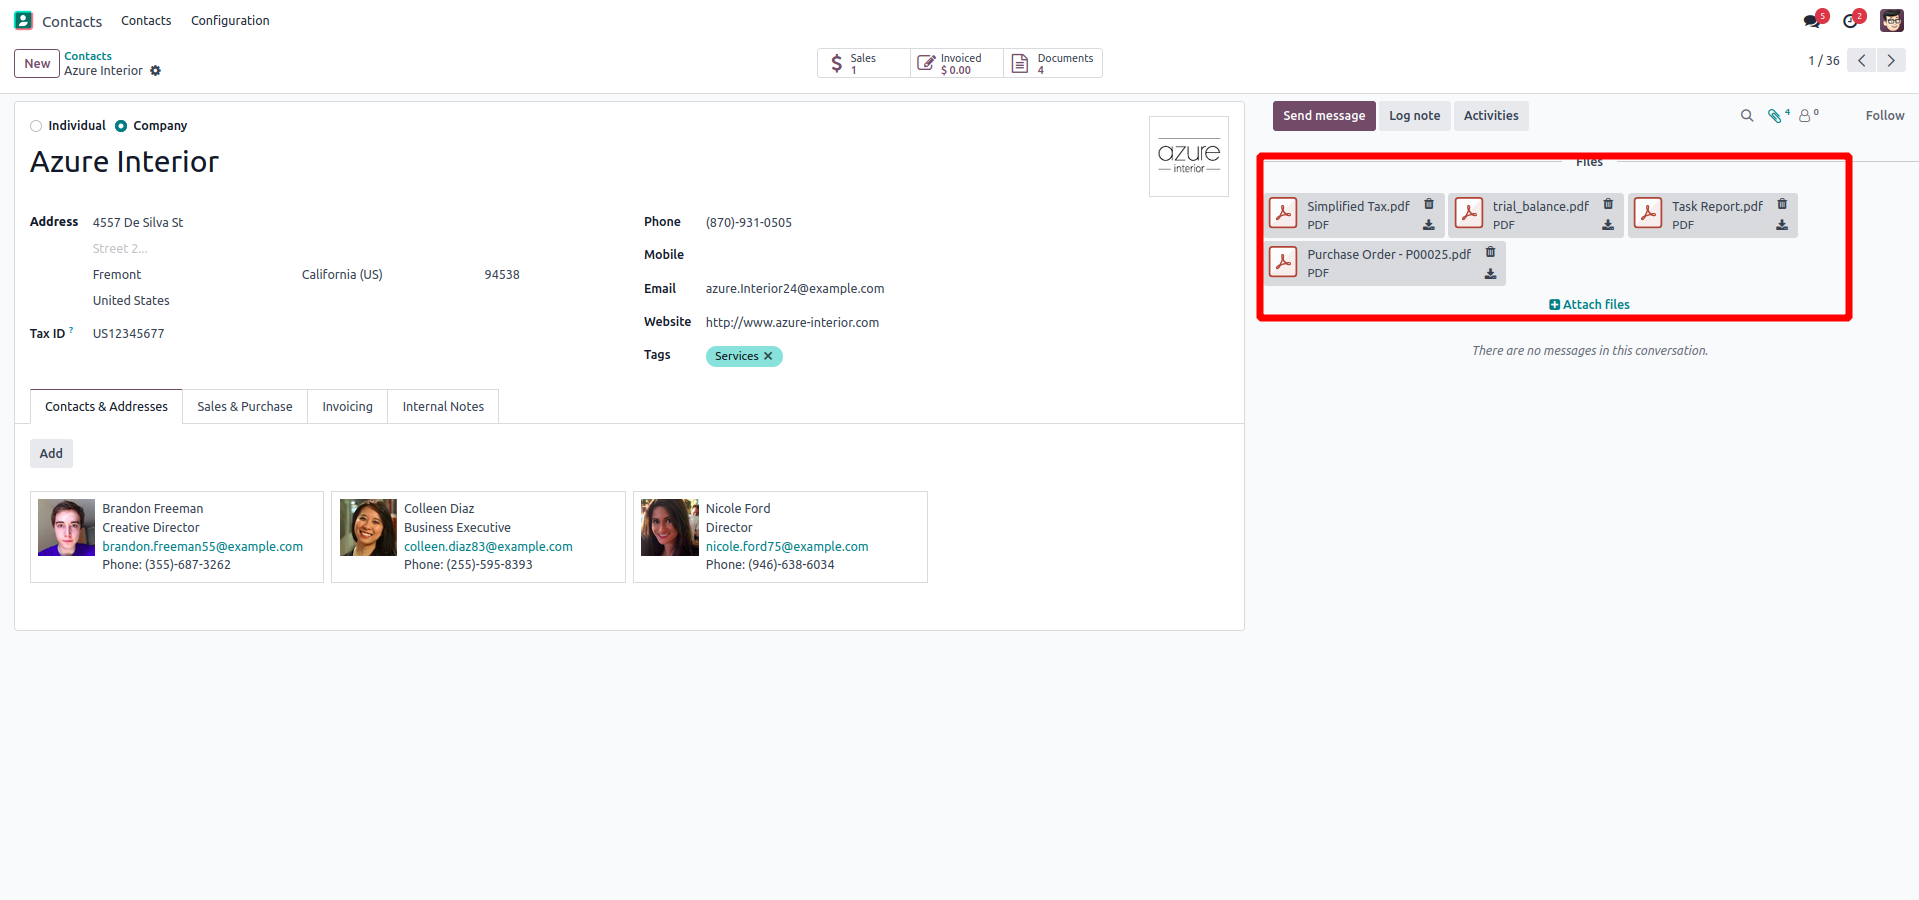 Contacts Contacts Configuration 5 2
New Contacts Azure Interior
Sales 1 Invoiced $ 0.00 Documents 4
1 / 36
Individual Company
Azure Interior
azure interior
Address 4557 De Silva St
Street 2...
Fremont California (US) 94538
United States
Tax ID ? US12345677
Phone (870)-931-0505
Mobile
Email azure.Interior24@example.com
Website http://www.azure-interior.com
Tags Services
Contacts & Addresses Sales & Purchase Invoicing Internal Notes
Add
Brandon Freeman
Creative Director
brandon.freeman55@example.com
Phone: (355)-687-3262
Colleen Diaz
Business Executive
colleen.diaz83@example.com
Phone: (255)-595-8393
Nicole Ford
Director
nicole.ford75@example.com
Phone: (946)-638-6034
Send message Log note Activities 4 0 Follow
Files
Simplified Tax.pdf
PDF
trial_balance.pdf
PDF
Task Report.pdf
PDF
Purchase Order - P00025.pdf
PDF
Attach files
There are no messages in this conversation.